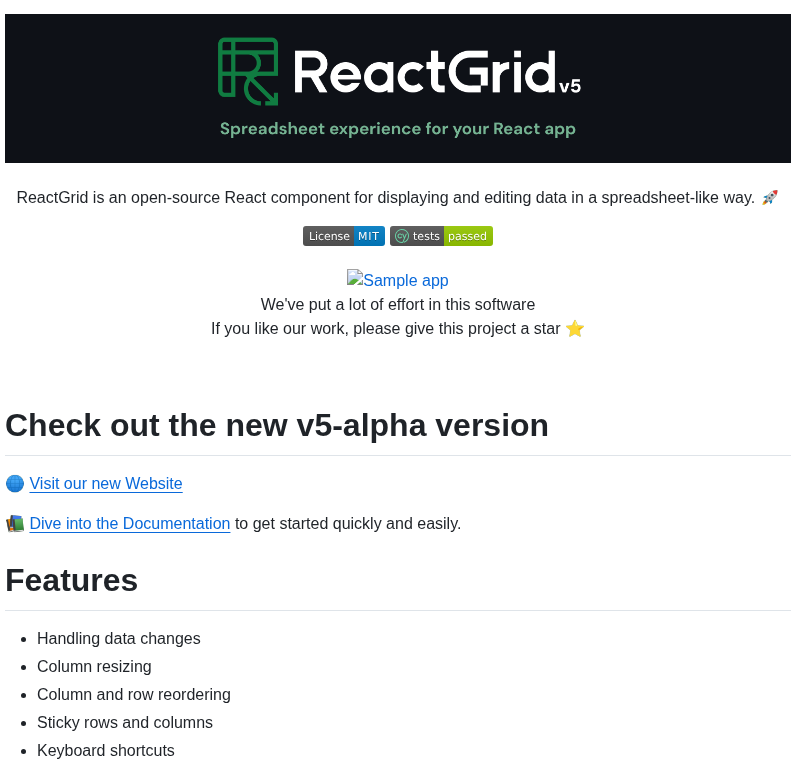 ReactGrid v5
Spreadsheet experience for your React app
ReactGrid is an open-source React component for displaying and editing data in a spreadsheet-like way. 🚀
License MIT cy tests passed
Sample app
We've put a lot of effort in this software
If you like our work, please give this project a star ⭐
Check out the new v5-alpha version
🌐 Visit our new Website
📚 Dive into the Documentation to get started quickly and easily.
Features
• Handling data changes
• Column resizing
• Column and row reordering
• Sticky rows and columns
• Keyboard shortcuts